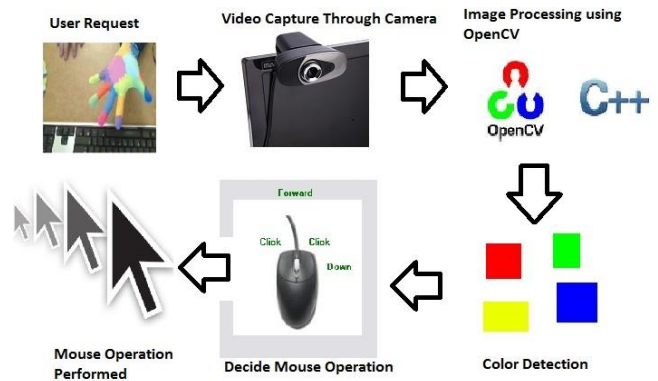 User Request
Video Capture Through Camera
Image Processing using
OpenCV
OpenCV
C++
Forward
Click Click
Down
Mouse Operation
Performed
Decide Mouse Operation
Color Detection